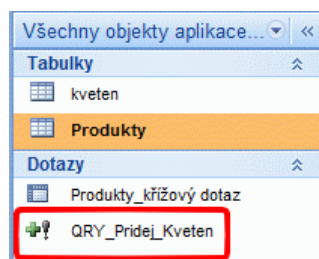 Všechny objekty aplikace...
Tabulky
kveten
Produkty
Dotazy
Produkty_křížový dotaz
QRY_Pridej_Kveten